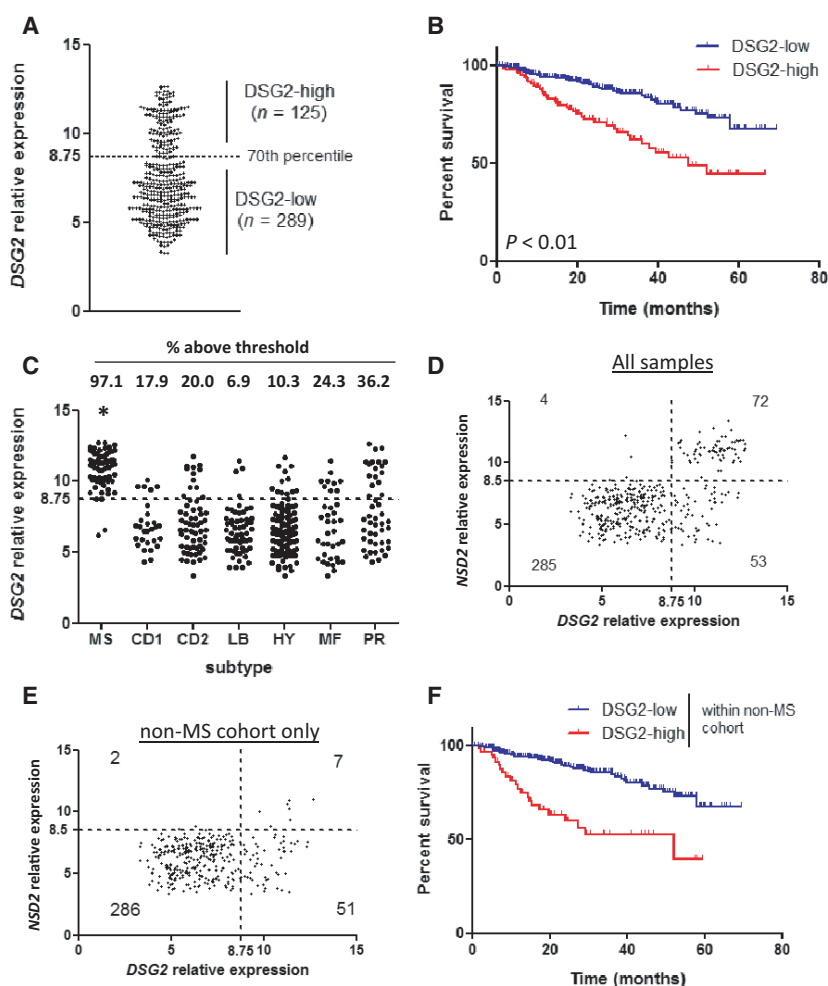 A
15
10
8.75
5
0
DSG2 relative expression
DSG2-high
(n = 125)
70th percentile
DSG2-low
(n = 289)
B
DSG2-low
DSG2-high
100
50
0
Percent survival
P < 0.01
0 20 40 60 80
Time (months)
% above threshold
C
97.1 17.9 20.0 6.9 10.3 24.3 36.2
*
15
10
8.75
5
0
DSG2 relative expression
MS CD1 CD2 LB HY MF PR
subtype
D
All samples
4
72
15
10
8.5
5
0
NSD2 relative expression
285
53
0 5 8.75 10 15
DSG2 relative expression
E
non-MS cohort only
2
7
15
10
8.5
5
0
NSD2 relative expression
286
51
0 5 8.75 10 15
DSG2 relative expression
F
DSG2-low
DSG2-high
within non-MS
cohort
100
50
0
Percent survival
0 20 40 60 80
Time (months)